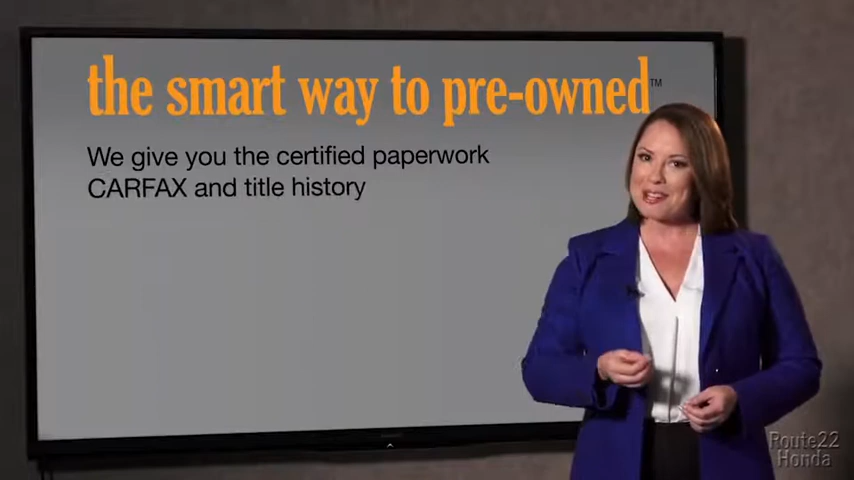 the smart way to pre-owned™
We give you the certified paperwork
CARFAX and title history
Route22
Honda